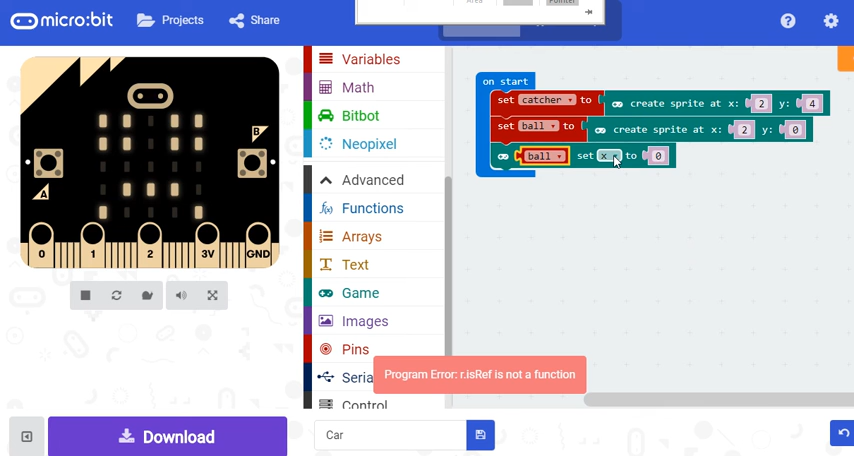 micro:bit
Projects
Share
Area
Pointer
?
Variables
Math
Bitbot
Neopixel
Advanced
Functions
Arrays
Text
Game
Images
Pins
Seria
Control
on start
set catcher to create sprite at x: 2 y: 4
set ball to create sprite at x: 2 y: 0
ball set x to 0
A
B
0 1 2 3V GND
Program Error: r.isRef is not a function
Download
Car